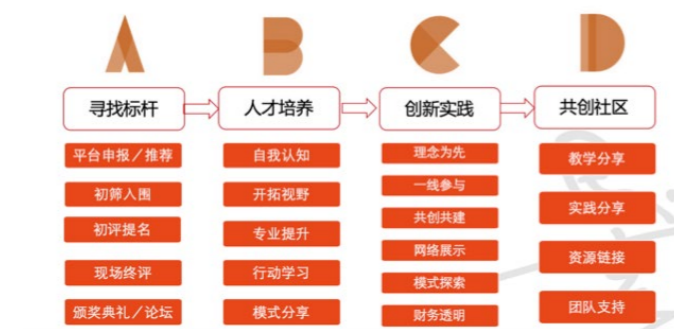 A
B
C
D
寻找标杆
人才培养
创新实践
共创社区
平台申报／推荐
初筛入围
初评提名
现场终评
颁奖典礼／论坛
自我认知
开拓视野
专业提升
行动学习
模式分享
理念为先
一线参与
共创共建
网络展示
模式探索
财务透明
教学分享
实践分享
资源链接
团队支持